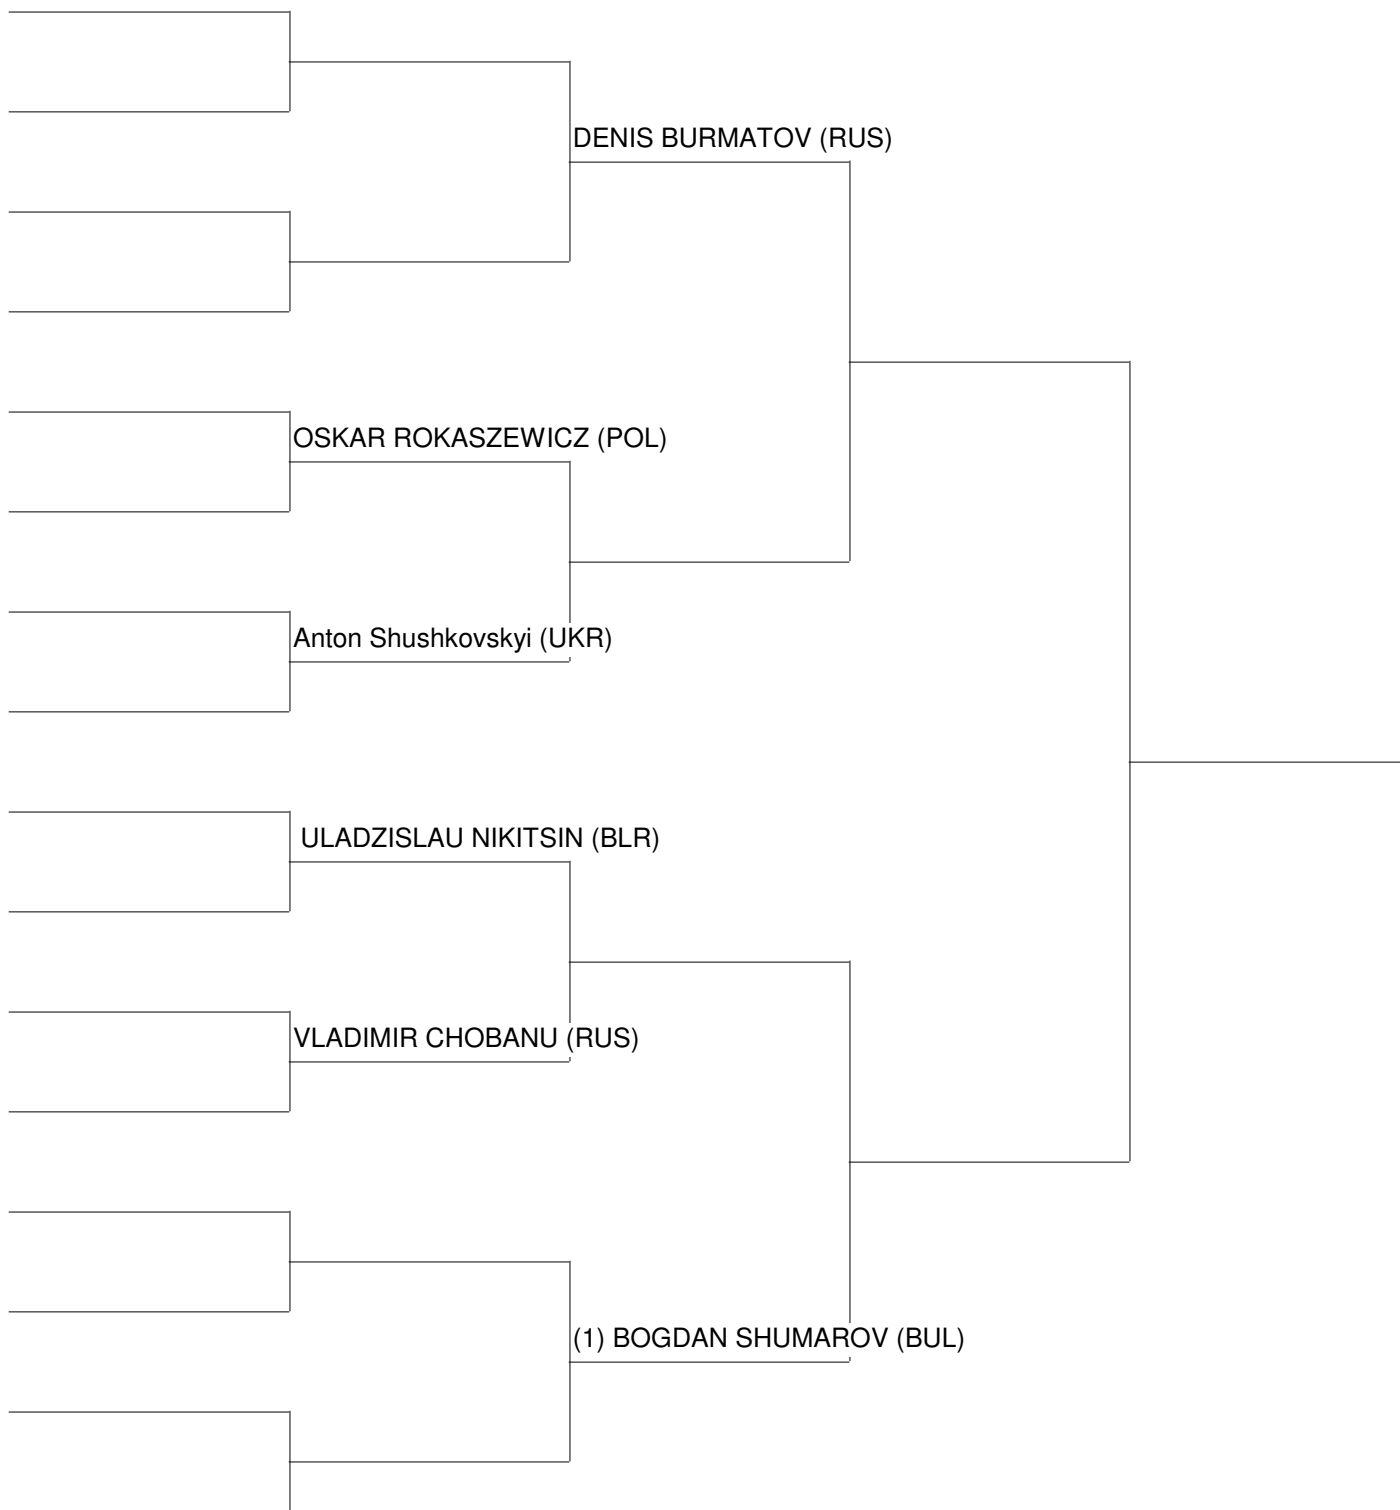 DENIS BURMATOV (RUS)
OSKAR ROKASZEWICZ (POL)
Anton Shushkovskyi (UKR)
ULADZISLAU NIKITSIN (BLR)
VLADIMIR CHOBANU (RUS)
(1) BOGDAN SHUMAROV (BUL)